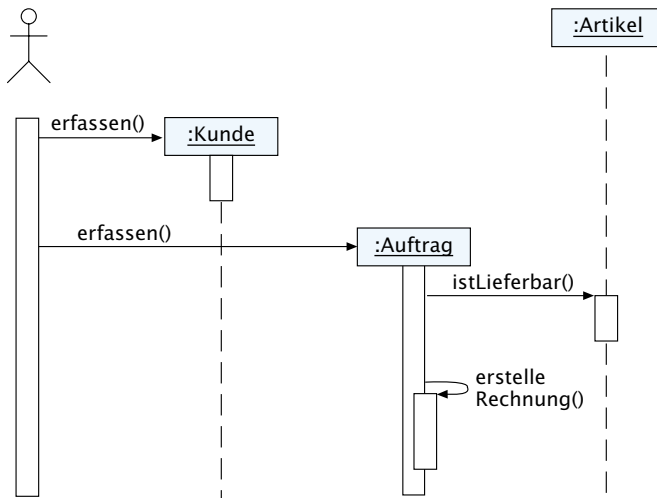 :Artikel
erfassen()
:Kunde
erfassen()
:Auftrag
istLieferbar()
erstelle
Rechnung()